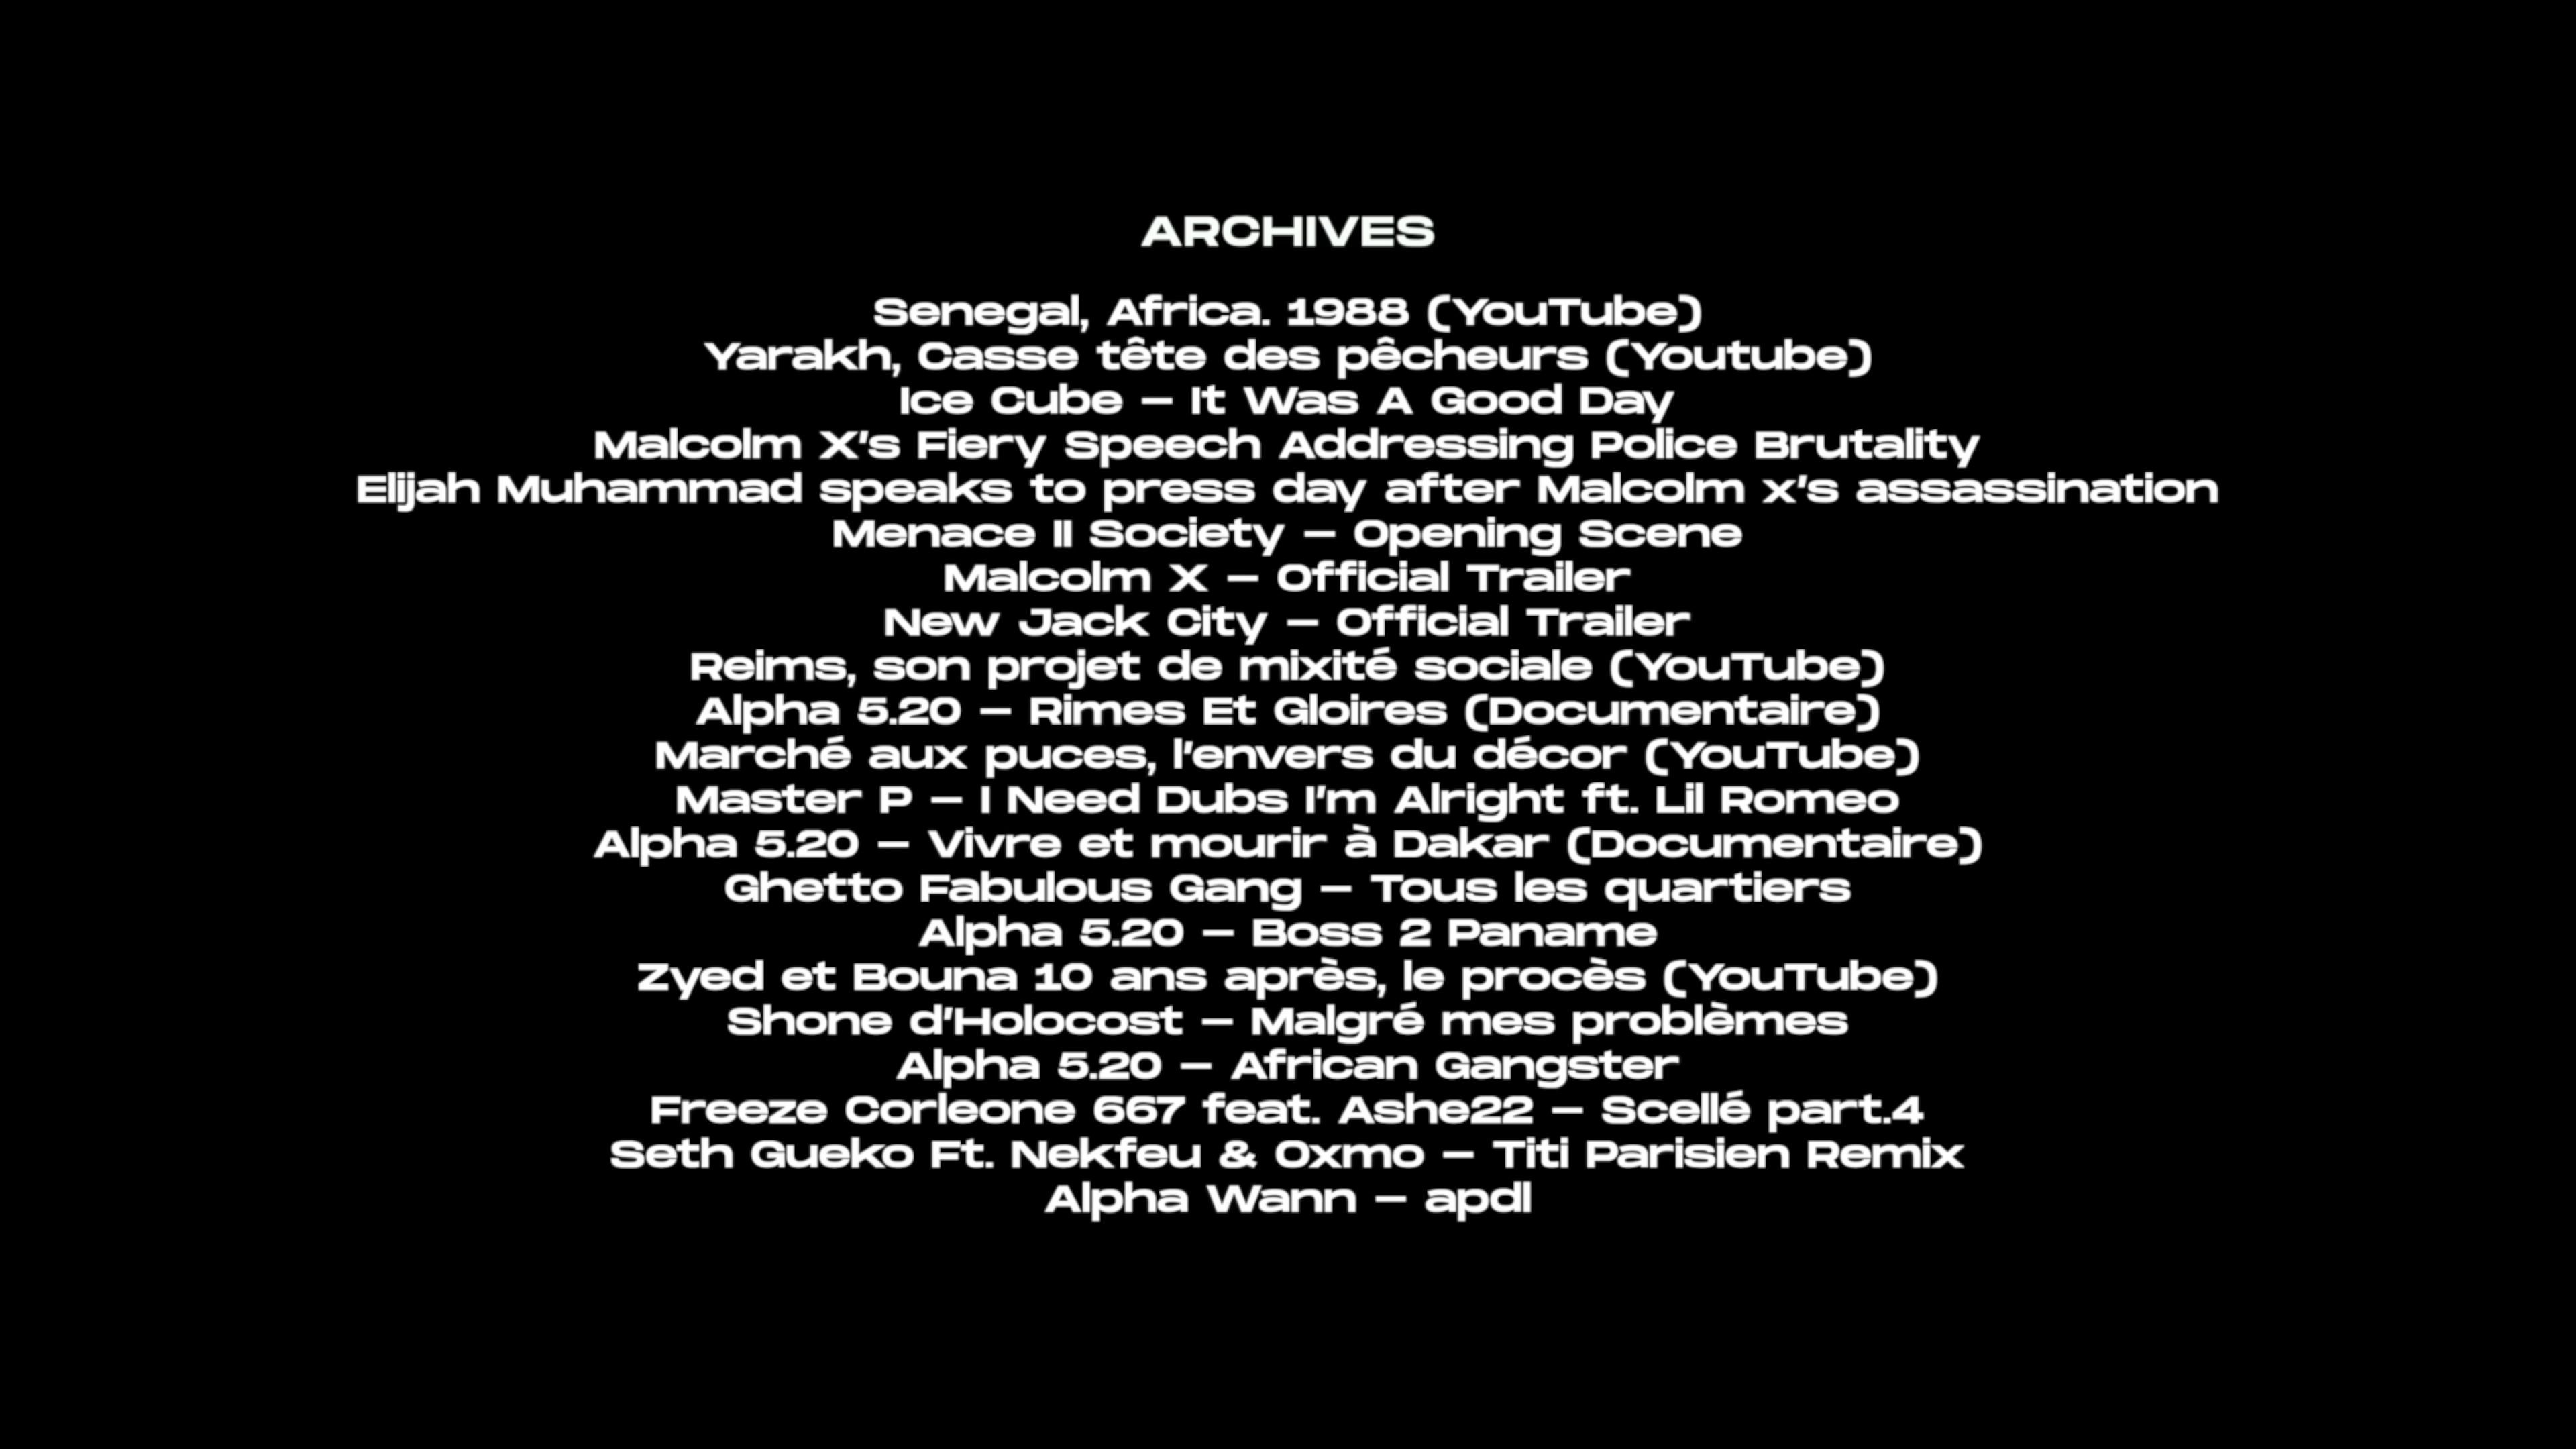 ARCHIVES
Senegal, Africa. 1988 (YouTube)
Yarakh, Casse tête des pêcheurs (Youtube)
Ice Cube – It Was A Good Day
Malcolm X's Fiery Speech Addressing Police Brutality
Elijah Muhammad speaks to press day after Malcolm x's assassination
Menace II Society – Opening Scene
Malcolm X – Official Trailer
New Jack City – Official Trailer
Reims, son projet de mixité sociale (YouTube)
Alpha 5.20 – Rimes Et Gloires (Documentaire)
Marché aux puces, l'envers du décor (YouTube)
Master P – I Need Dubs I'm Alright ft. Lil Romeo
Alpha 5.20 – Vivre et mourir à Dakar (Documentaire)
Ghetto Fabulous Gang – Tous les quartiers
Alpha 5.20 – Boss 2 Paname
Zyed et Bouna 10 ans après, le procès (YouTube)
Shone d'Holocost – Malgré mes problèmes
Alpha 5.20 – African Gangster
Freeze Corleone 667 feat. Ashe22 – Scellé part.4
Seth Gueko Ft. Nekfeu & Oxmo – Titi Parisien Remix
Alpha Wann – apdl